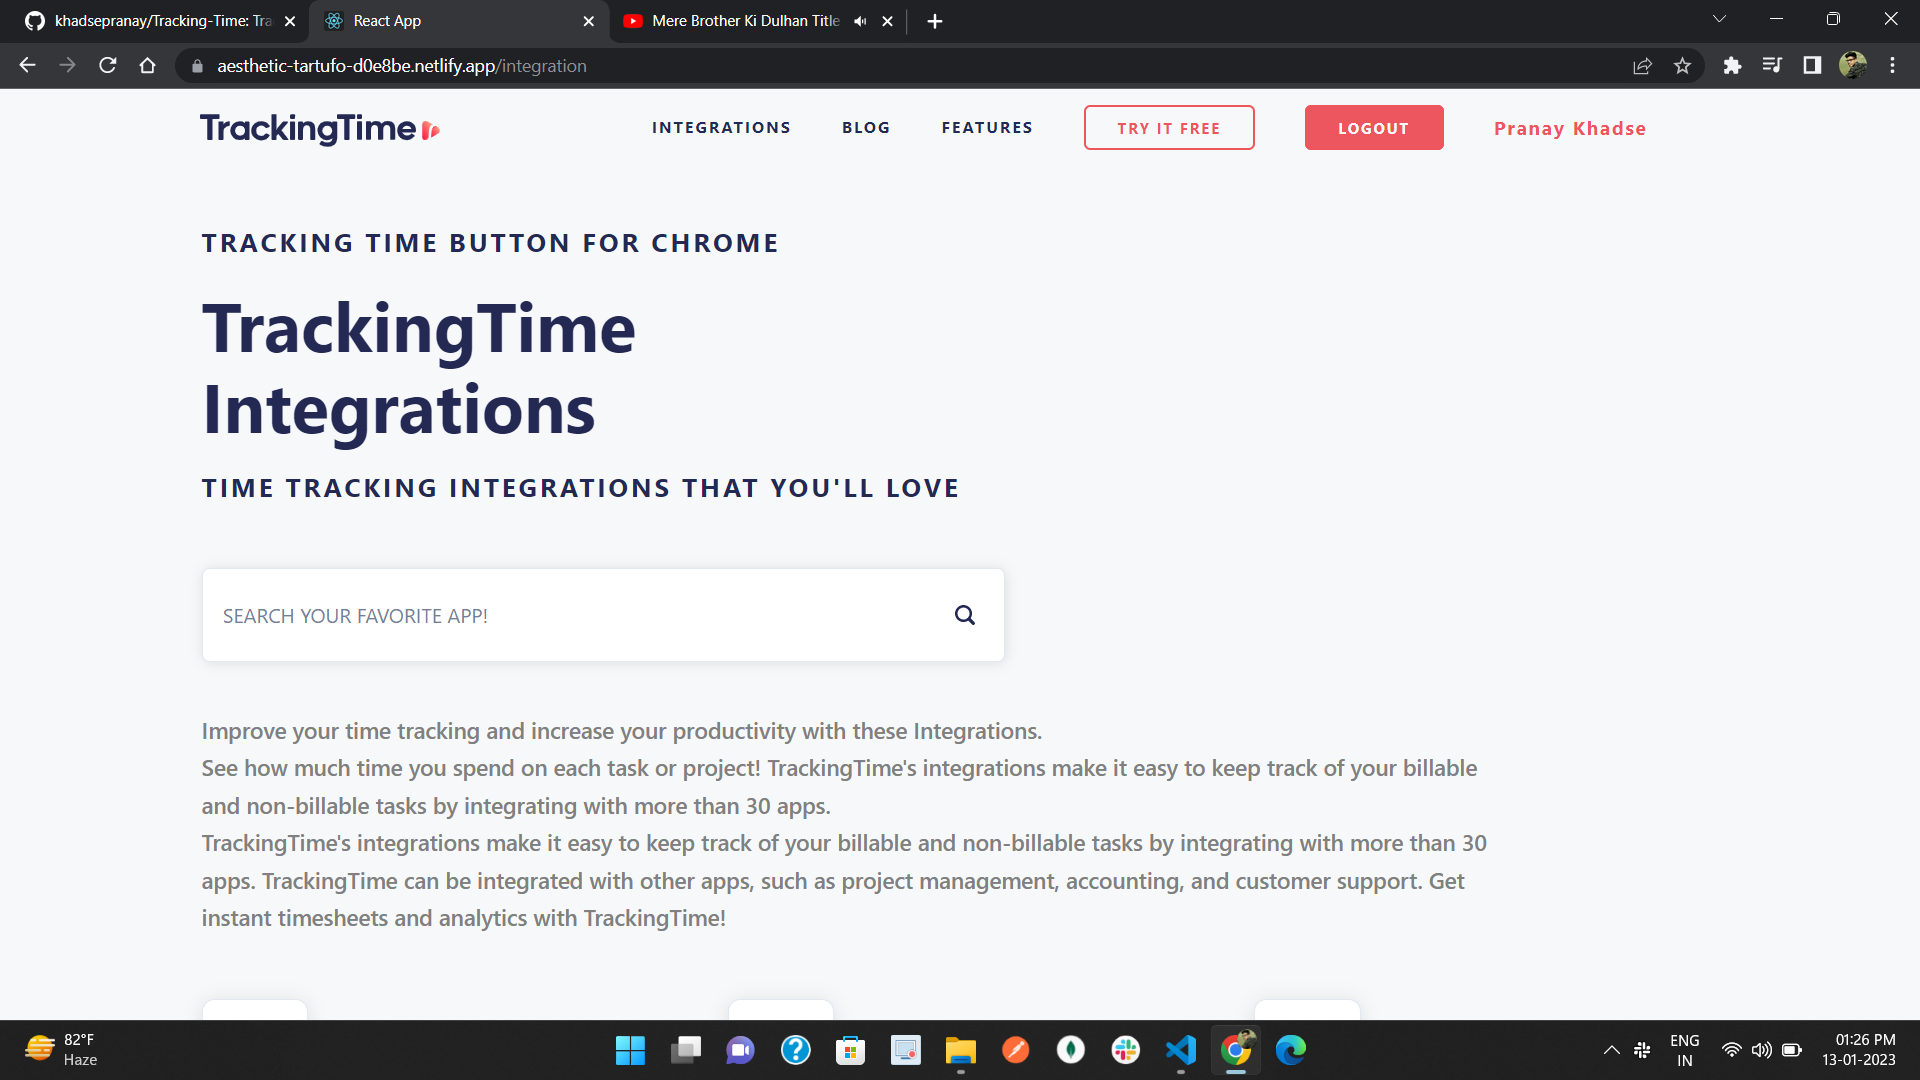 khadsepranay/Tracking-Time: Tra
React App
Mere Brother Ki Dulhan Title
aesthetic-tartufo-d0e8be.netlify.app/integration
TrackingTime
INTEGRATIONS
BLOG
FEATURES
TRY IT FREE
LOGOUT
Pranay Khadse
TRACKING TIME BUTTON FOR CHROME
TrackingTime
Integrations
TIME TRACKING INTEGRATIONS THAT YOU'LL LOVE
SEARCH YOUR FAVORITE APP!
Improve your time tracking and increase your productivity with these Integrations.
See how much time you spend on each task or project! TrackingTime's integrations make it easy to keep track of your billable
and non-billable tasks by integrating with more than 30 apps.
TrackingTime's integrations make it easy to keep track of your billable and non-billable tasks by integrating with more than 30
apps. TrackingTime can be integrated with other apps, such as project management, accounting, and customer support. Get
instant timesheets and analytics with TrackingTime!
82°F
Haze
ENG
IN
01:26 PM
13-01-2023